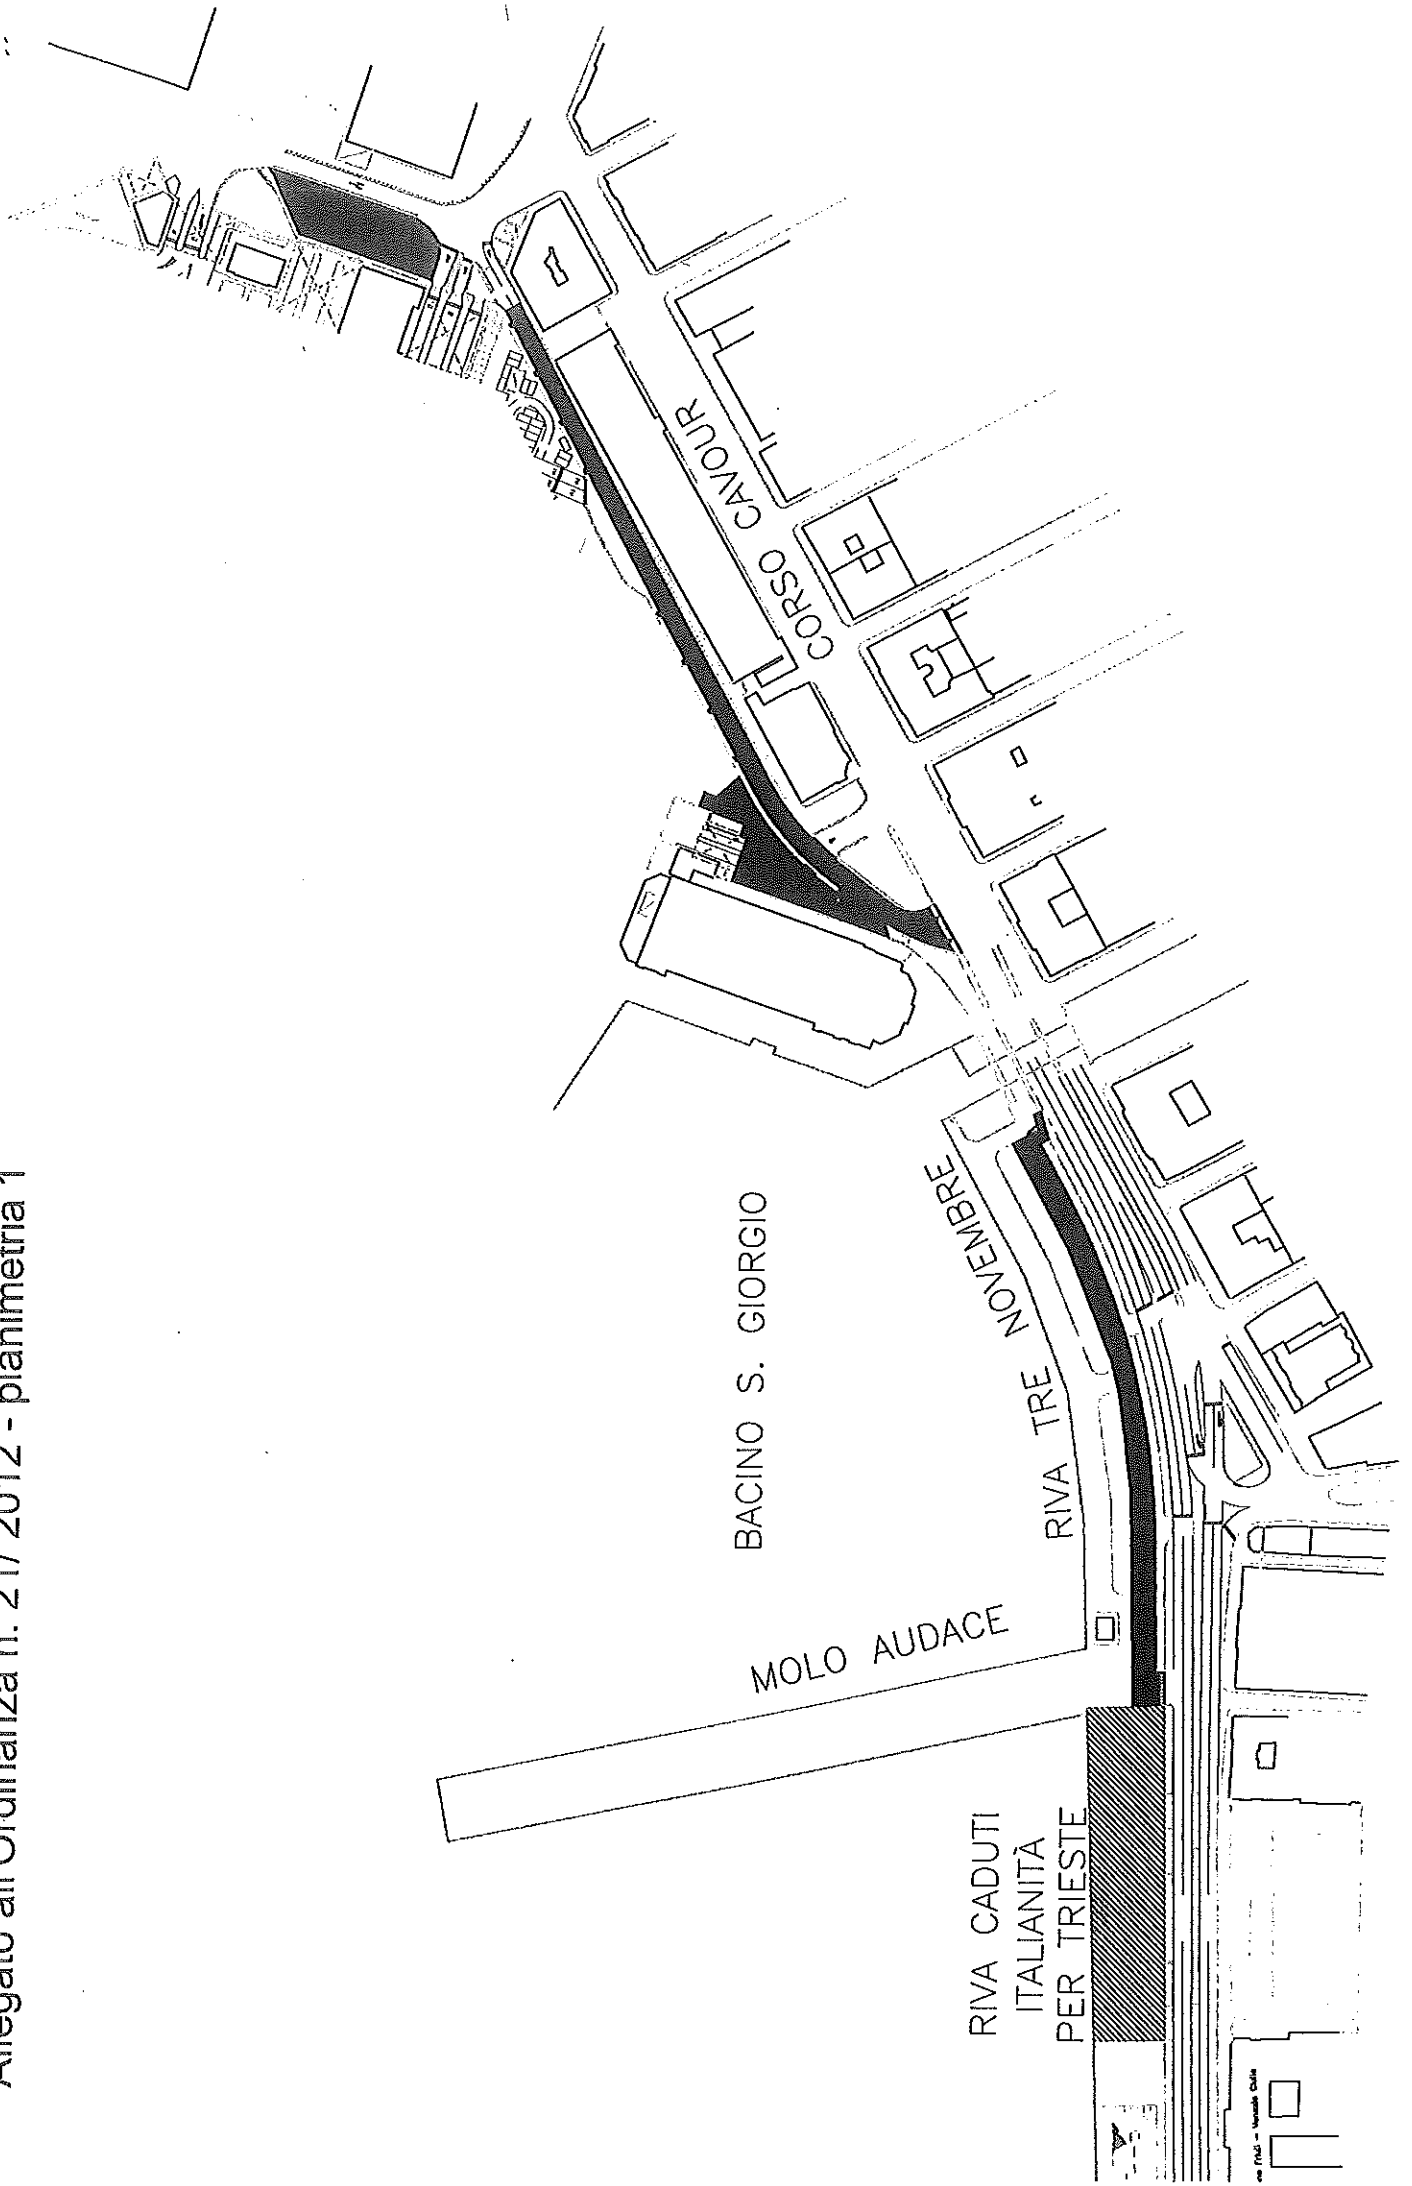 Allegato all'Ordinanza n. 21/2012 - planimetria 1
CORSO CAVOUR
BACINO S. GIORGIO
RIVA TRE NOVEMBRE
MOLO AUDACE
RIVA CADUTI
ITALIANITÀ
PER TRIESTE